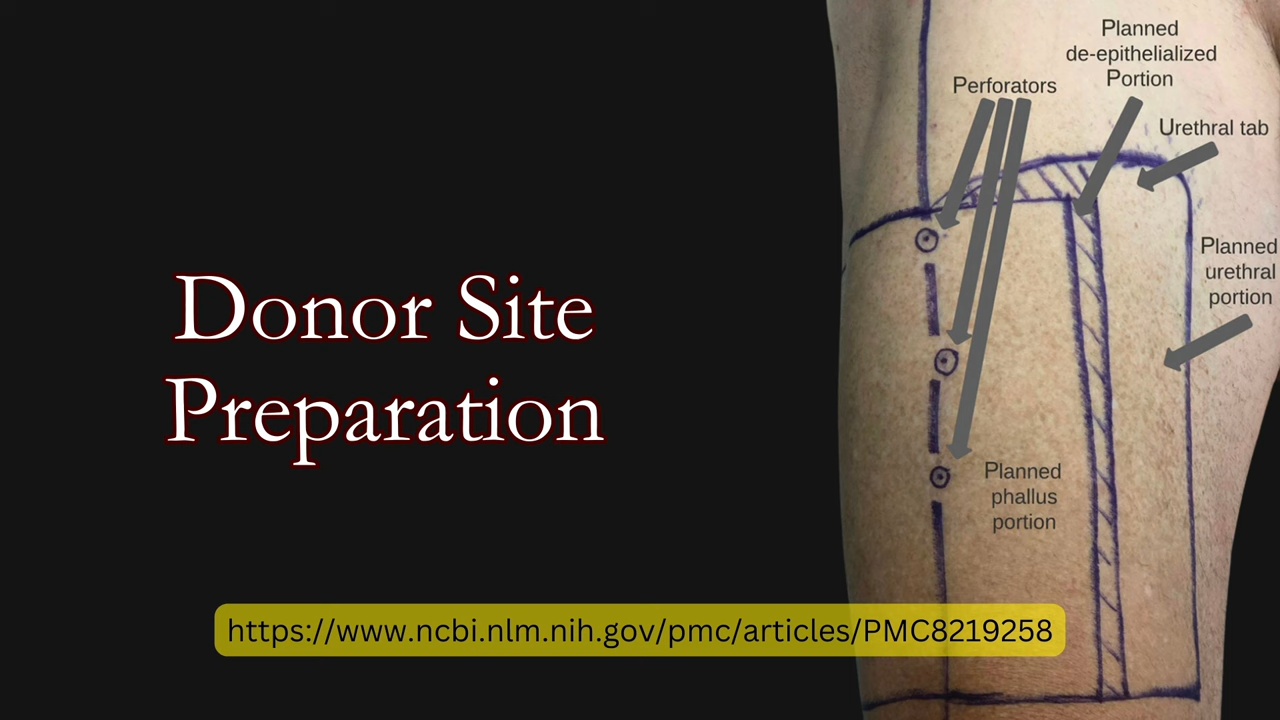 Donor Site
Preparation
Perforators
Planned
de-epithelialized
Portion
Urethral tab
Planned
urethral
portion
Planned
phallus
portion
https://www.ncbi.nlm.nih.gov/pmc/articles/PMC8219258